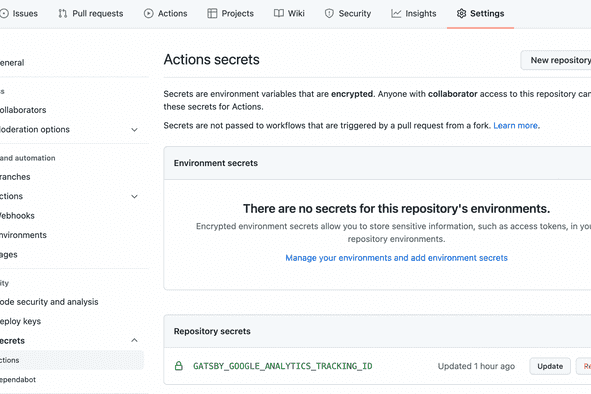 Issues Pull requests Actions Projects Wiki Security Insights Settings
eneral
Actions secrets
New repository
ss
ollaborators
oderation options
Secrets are environment variables that are encrypted. Anyone with collaborator access to this repository can
these secrets for Actions.
Secrets are not passed to workflows that are triggered by a pull request from a fork. Learn more.
and automation
ranches
ctions
ebhooks
nvironments
ages
Environment secrets
There are no secrets for this repository's environments.
Encrypted environment secrets allow you to store sensitive information, such as access tokens, in you
repository environments.
Manage your environments and add environment secrets
ity
ode security and analysis
eploy keys
ecrets
ctions
ependabot
Repository secrets
GATSBY_GOOGLE_ANALYTICS_TRACKING_ID Updated 1 hour ago Update Re